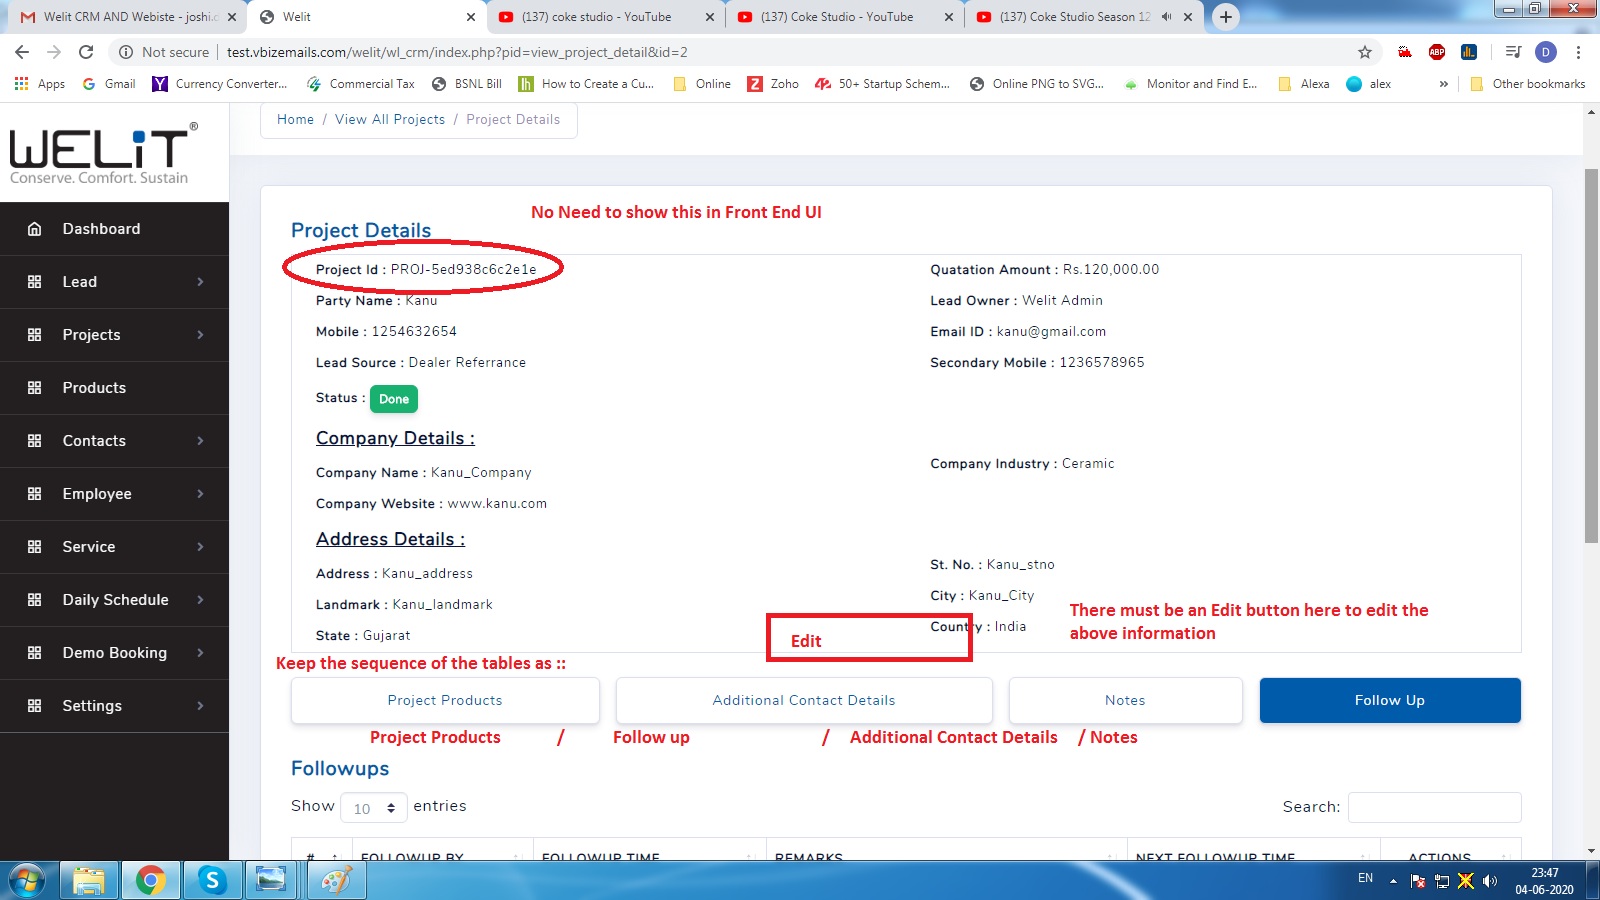 Welit CRM AND Webiste - joshi.d
Welit
(137) coke studio - YouTube
(137) Coke Studio - YouTube
(137) Coke Studio Season 12
Not secure
test.vbizemails.com/welit/wl_crm/index.php?pid=view_project_detail&id=2
ABP
D
Apps
Gmail
Currency Converter...
Commercial Tax
BSNL Bill
How to Create a Cu...
Online
Zoho
50+ Startup Schem...
Online PNG to SVG...
Monitor and Find E...
Alexa
alex
»
Other bookmarks
WELiT®
Conserve. Comfort. Sustain
Home / View All Projects / Project Details
Dashboard
Lead
Projects
Products
Contacts
Employee
Service
Daily Schedule
Demo Booking
Settings
No Need to show this in Front End UI
Project Details
Project Id : PROJ-5ed938c6c2e1e
Quatation Amount : Rs.120,000.00
Party Name : Kanu
Lead Owner : Welit Admin
Mobile : 1254632654
Email ID : kanu@gmail.com
Lead Source : Dealer Referrance
Secondary Mobile : 1236578965
Status : Done
Company Details :
Company Name : Kanu_Company
Company Industry : Ceramic
Company Website : www.kanu.com
Address Details :
Address : Kanu_address
St. No. : Kanu_stno
Landmark : Kanu_landmark
City : Kanu_City
State : Gujarat
Country : India
Edit
There must be an Edit button here to edit the
above information
Keep the sequence of the tables as ::
Project Products
Additional Contact Details
Notes
Follow Up
Project Products / Follow up / Additional Contact Details / Notes
Followups
Show 10 entries
Search:
# FOLLOWUP BY FOLLOWUP TIME REMARKS NEXT FOLLOWUP TIME ACTIONS
EN
23:47
04-06-2020